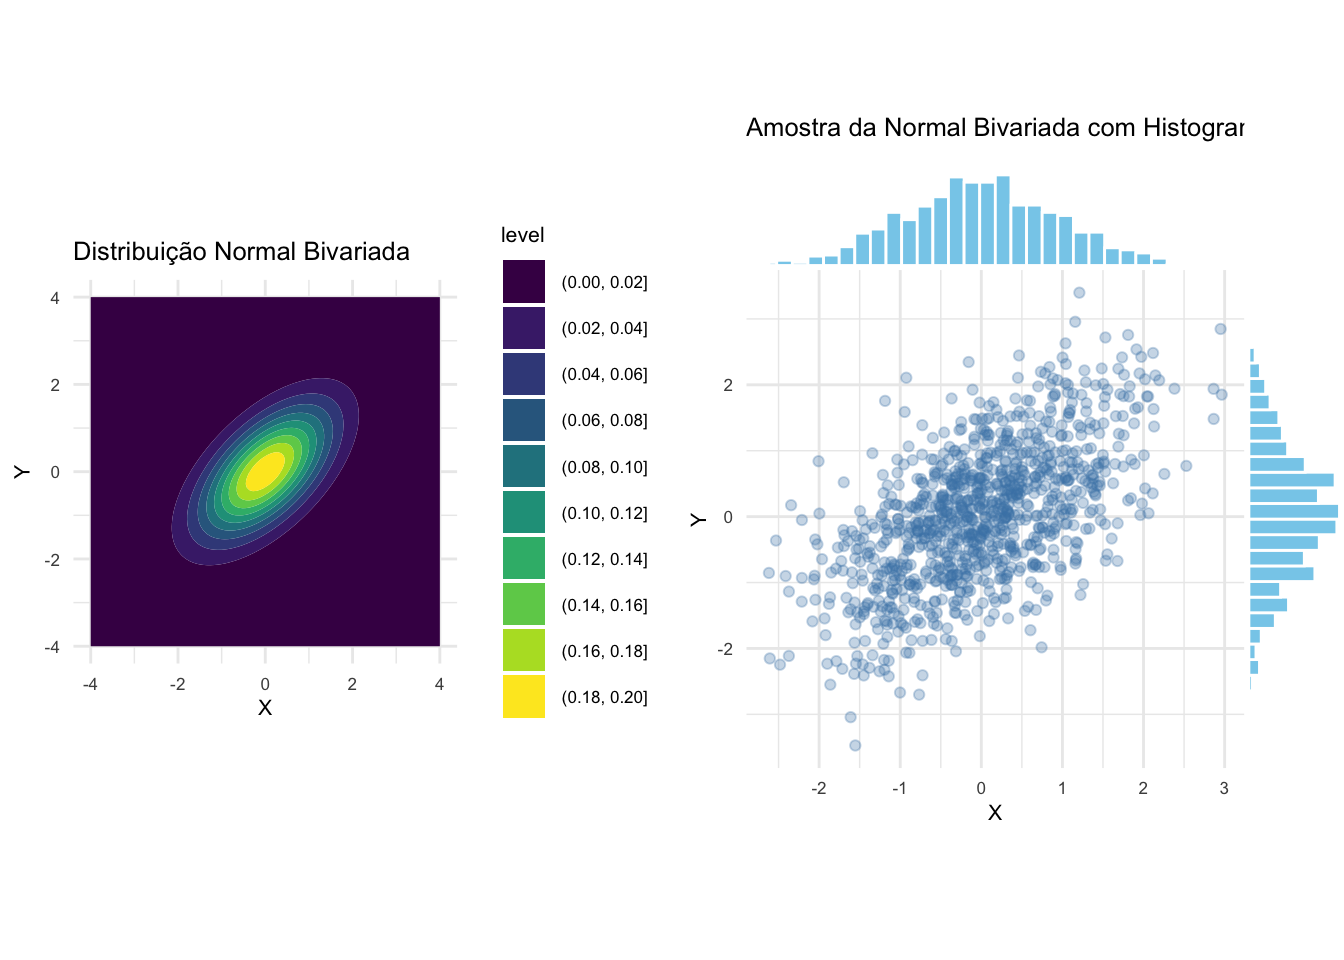 Distribuição Normal Bivariada
4
2
0
-2
-4
Y
-4 -2 0 2 4
X
level
(0.00, 0.02]
(0.02, 0.04]
(0.04, 0.06]
(0.06, 0.08]
(0.08, 0.10]
(0.10, 0.12]
(0.12, 0.14]
(0.14, 0.16]
(0.16, 0.18]
(0.18, 0.20]
Amostra da Normal Bivariada com Histogram
2
0
-2
Y
-2 -1 0 1 2 3
X